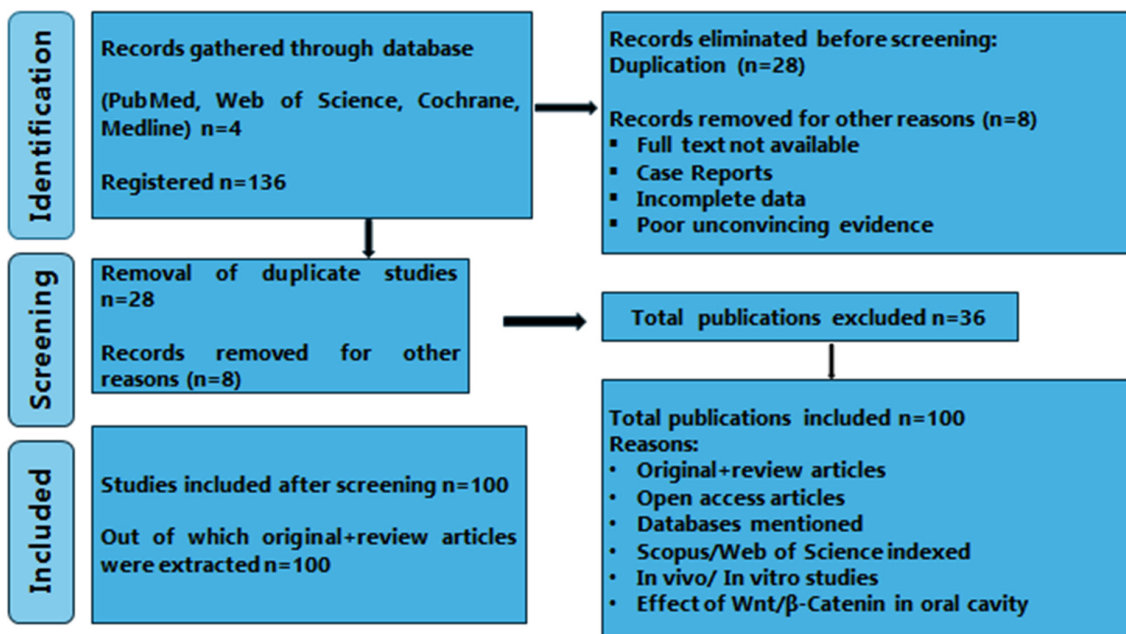 Identification
Records gathered through database
(PubMed, Web of Science, Cochrane,
Medline) n=4
Registered n=136
Records eliminated before screening:
Duplication (n=28)
Records removed for other reasons (n=8)
▪ Full text not available
▪ Case Reports
▪ Incomplete data
▪ Poor unconvincing evidence
Screening
Removal of duplicate studies
n=28
Records removed for other
reasons (n=8)
Total publications excluded n=36
Included
Studies included after screening n=100
Out of which original+review articles
were extracted n=100
Total publications included n=100
Reasons:
• Original+review articles
• Open access articles
• Databases mentioned
• Scopus/Web of Science indexed
• In vivo/ In vitro studies
• Effect of Wnt/β-Catenin in oral cavity